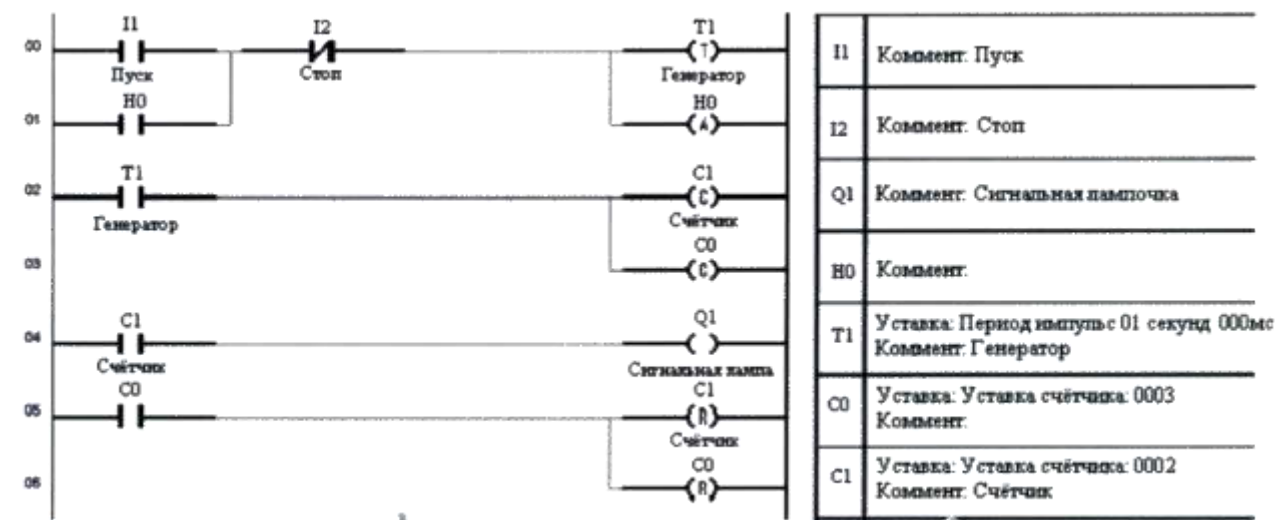 I1 I2 T1
00 (T)
Пуск Стоп Генератор
H0 H0
01 (A)
T1 C1
02 (C)
Генератор Счётчик
C0
03 (C)
C1 Q1
04 ( )
Счётчик Сигнальная лампа
C0 C1
05 (R)
Счётчик
C0
06 (R)
I1 Коммент: Пуск
I2 Коммент: Стоп
Q1 Коммент: Сигнальная лампочка
H0 Коммент:
T1 Уставка: Период импульс 01 секунд 000мс
Коммент: Генератор
C0 Уставка: Уставка счётчика: 0003
Коммент:
C1 Уставка: Уставка счётчика: 0002
Коммент: Счётчик